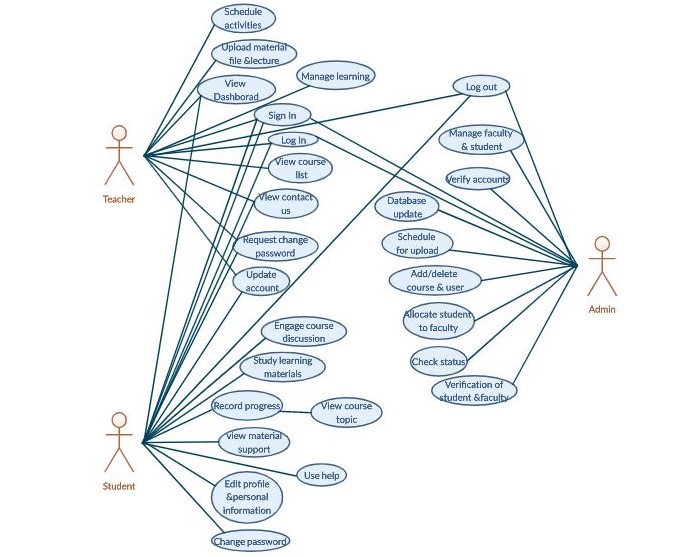 Schedule
activities
Upload material
file &lecture
Manage learning
View
Dashborad
Log out
Sign In
Log In
Manage faculty
& student
View course
list
Verify accounts
Teacher
View contact
us
Database
update
Request change
password
Schedule
for upload
Update
account
Add/delete
course & user
Admin
Engage course
discussion
Allocate student
to faculty
Study learning
materials
Check status
Verification of
student &faculty
Record progress
View course
topic
view material
support
Use help
Student
Edit profile
&personal
information
Change password